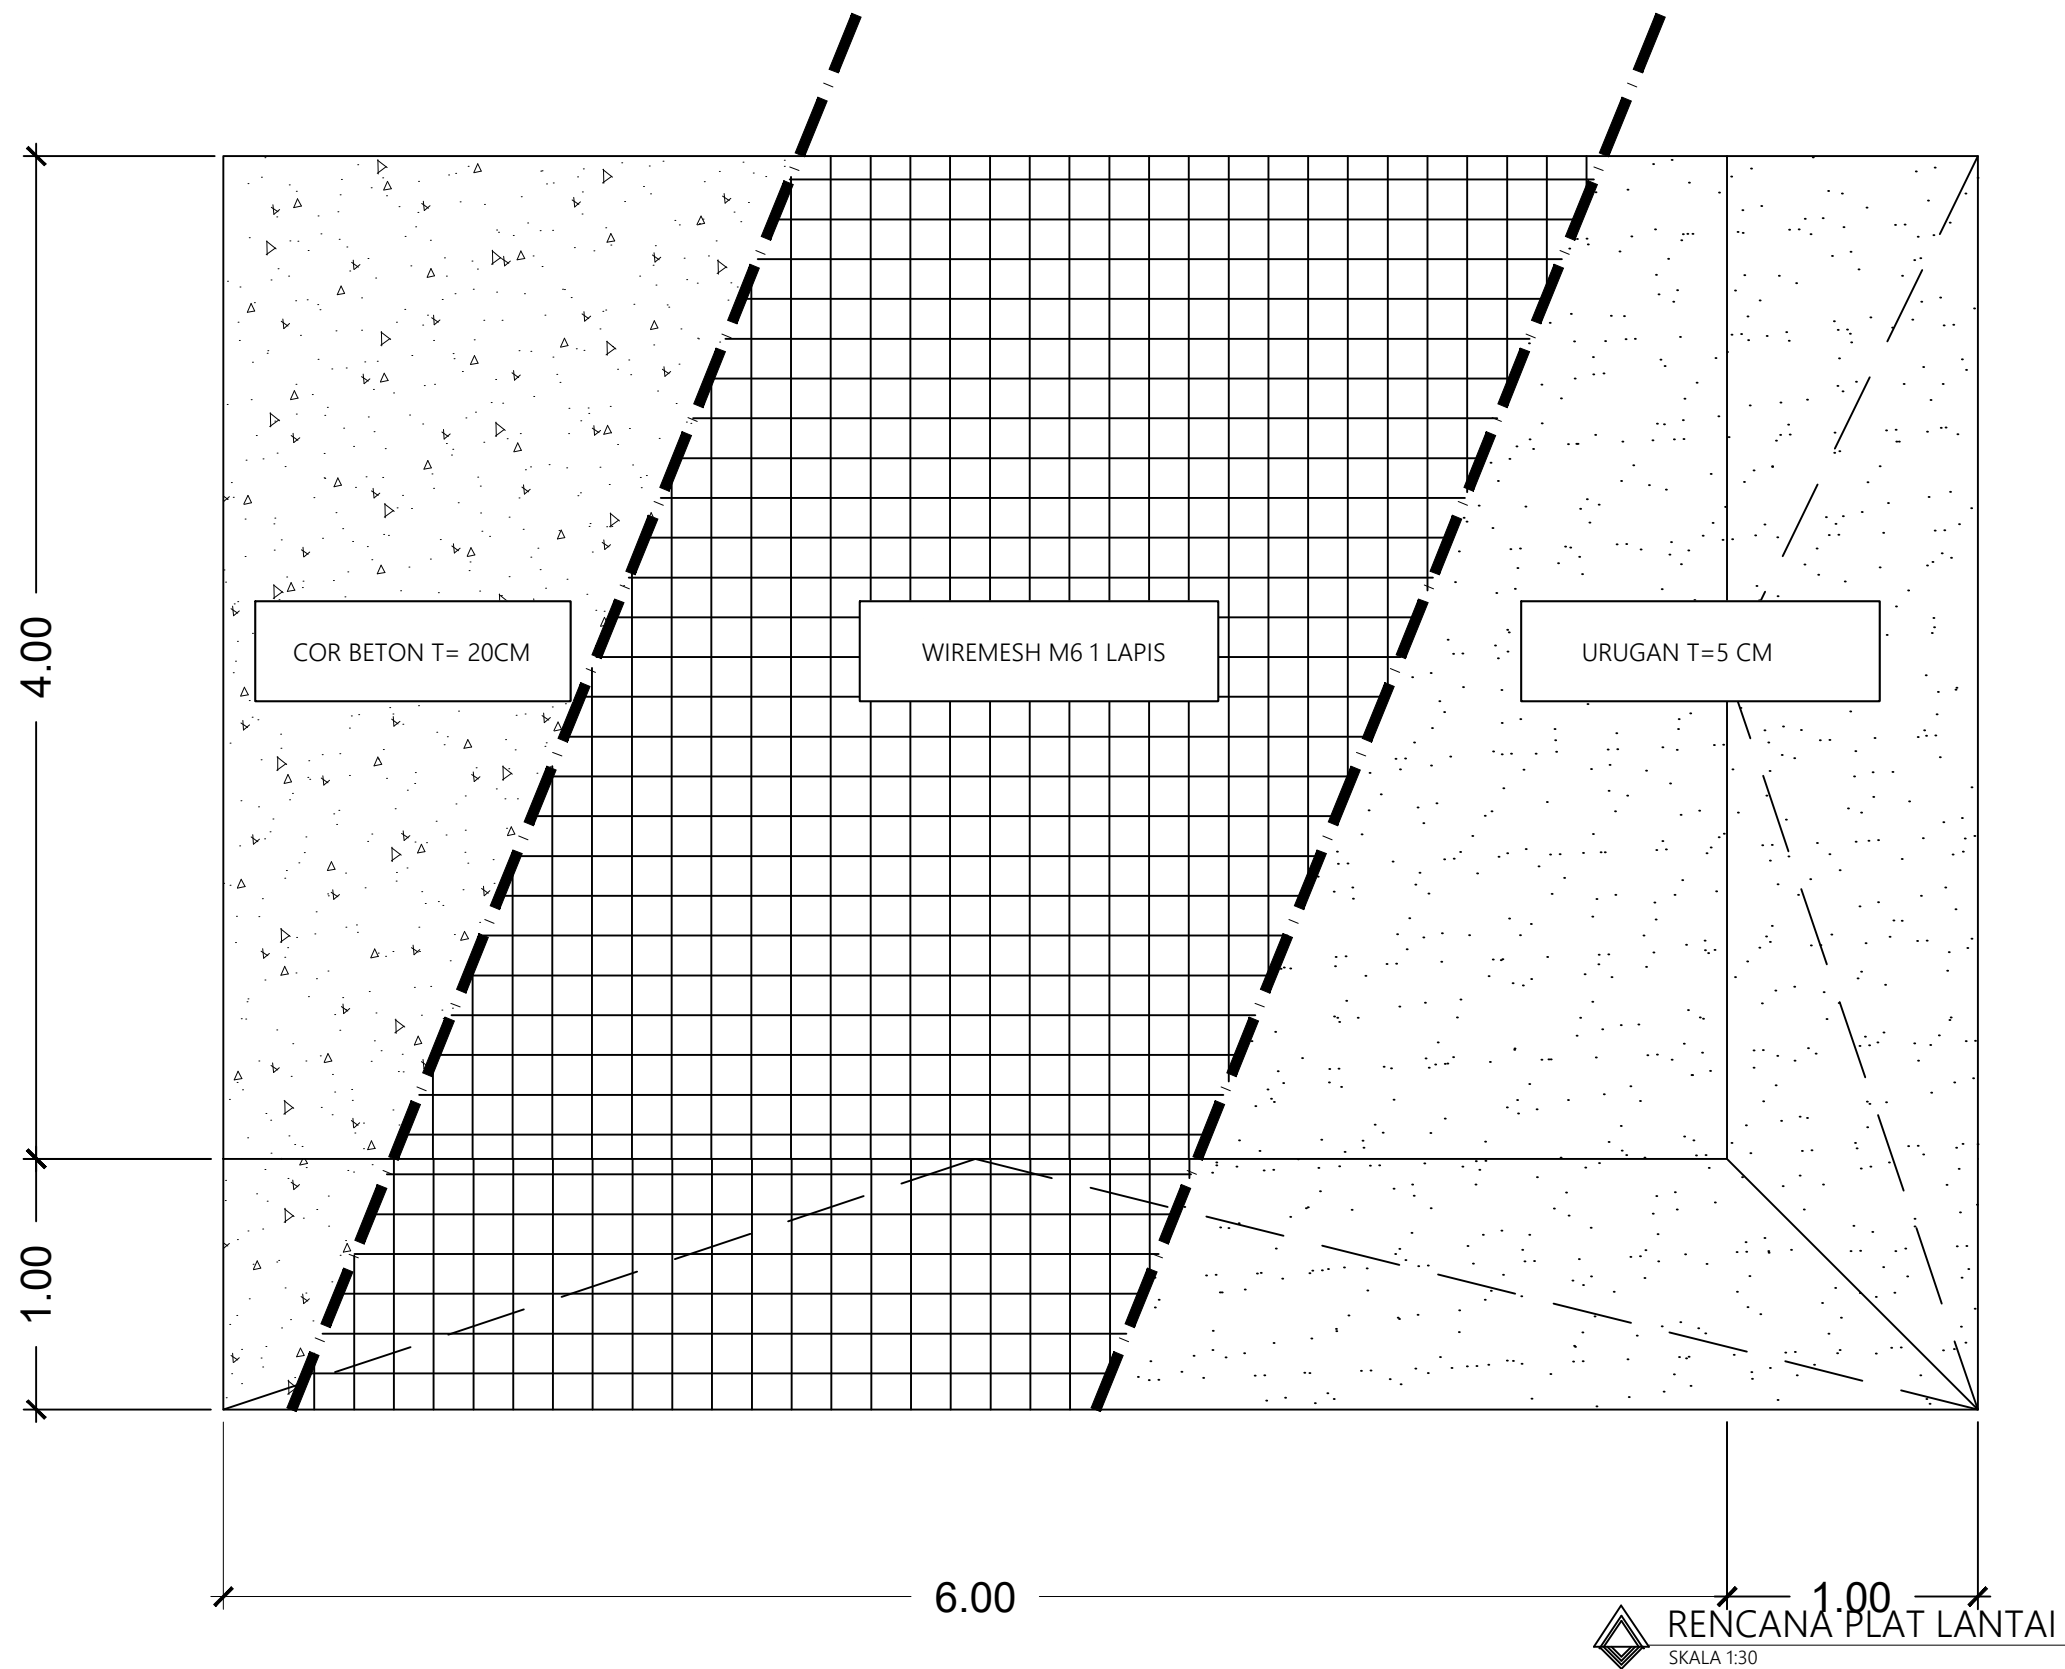 4.00
COR BETON T= 20CM
WIREMESH M6 1 LAPIS
URUGAN T=5 CM
1.00
6.00
1.00
RENCANA PLAT LANTAI
SKALA 1:30